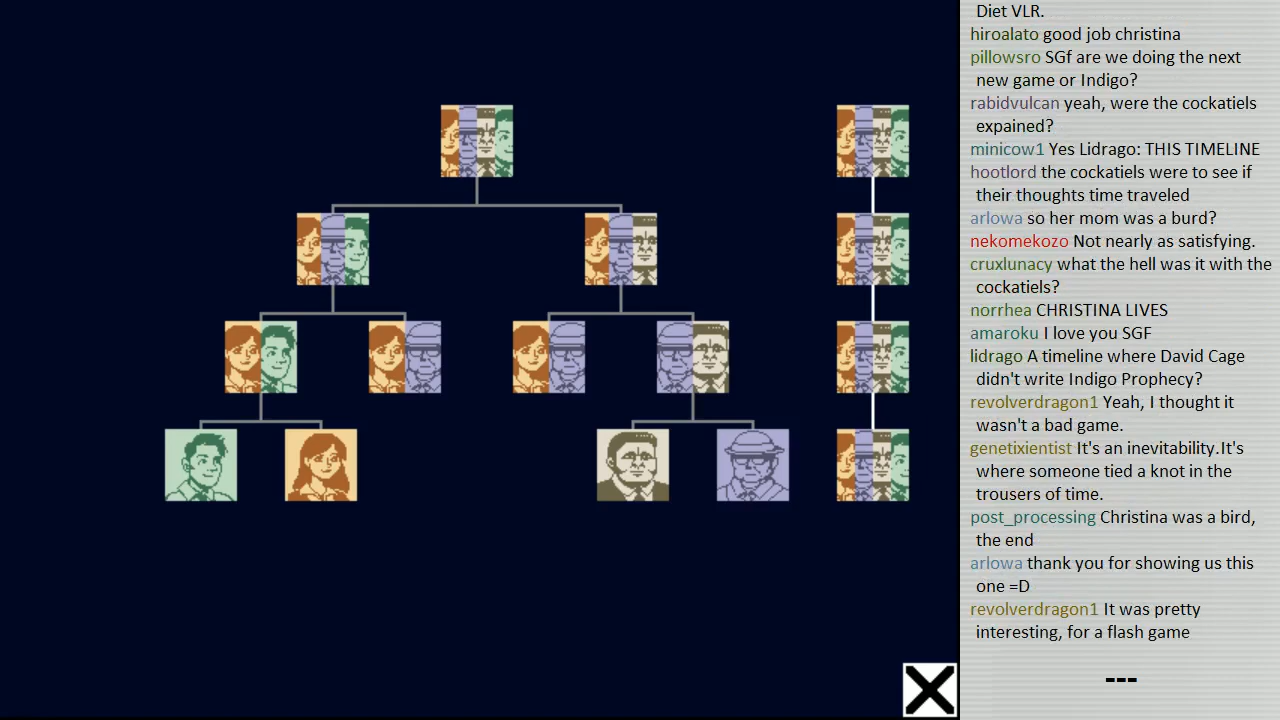 Diet VLR.
hiroalato good job christina
pillowsro SGf are we doing the next
new game or Indigo?
rabidvulcan yeah, were the cockatiels
expained?
minicow1 Yes Lidrago: THIS TIMELINE
hootlord the cockatiels were to see if
their thoughts time traveled
arlowa so her mom was a burd?
nekomekozo Not nearly as satisfying.
cruxlunacy what the hell was it with the
cockatiels?
norrhea CHRISTINA LIVES
amaroku I love you SGF
lidrago A timeline where David Cage
didn't write Indigo Prophecy?
revolverdragon1 Yeah, I thought it
wasn't a bad game.
genetixientist It's an inevitability.It's
where someone tied a knot in the
trousers of time.
post_processing Christina was a bird,
the end
arlowa thank you for showing us this
one =D
revolverdragon1 It was pretty
interesting, for a flash game
---